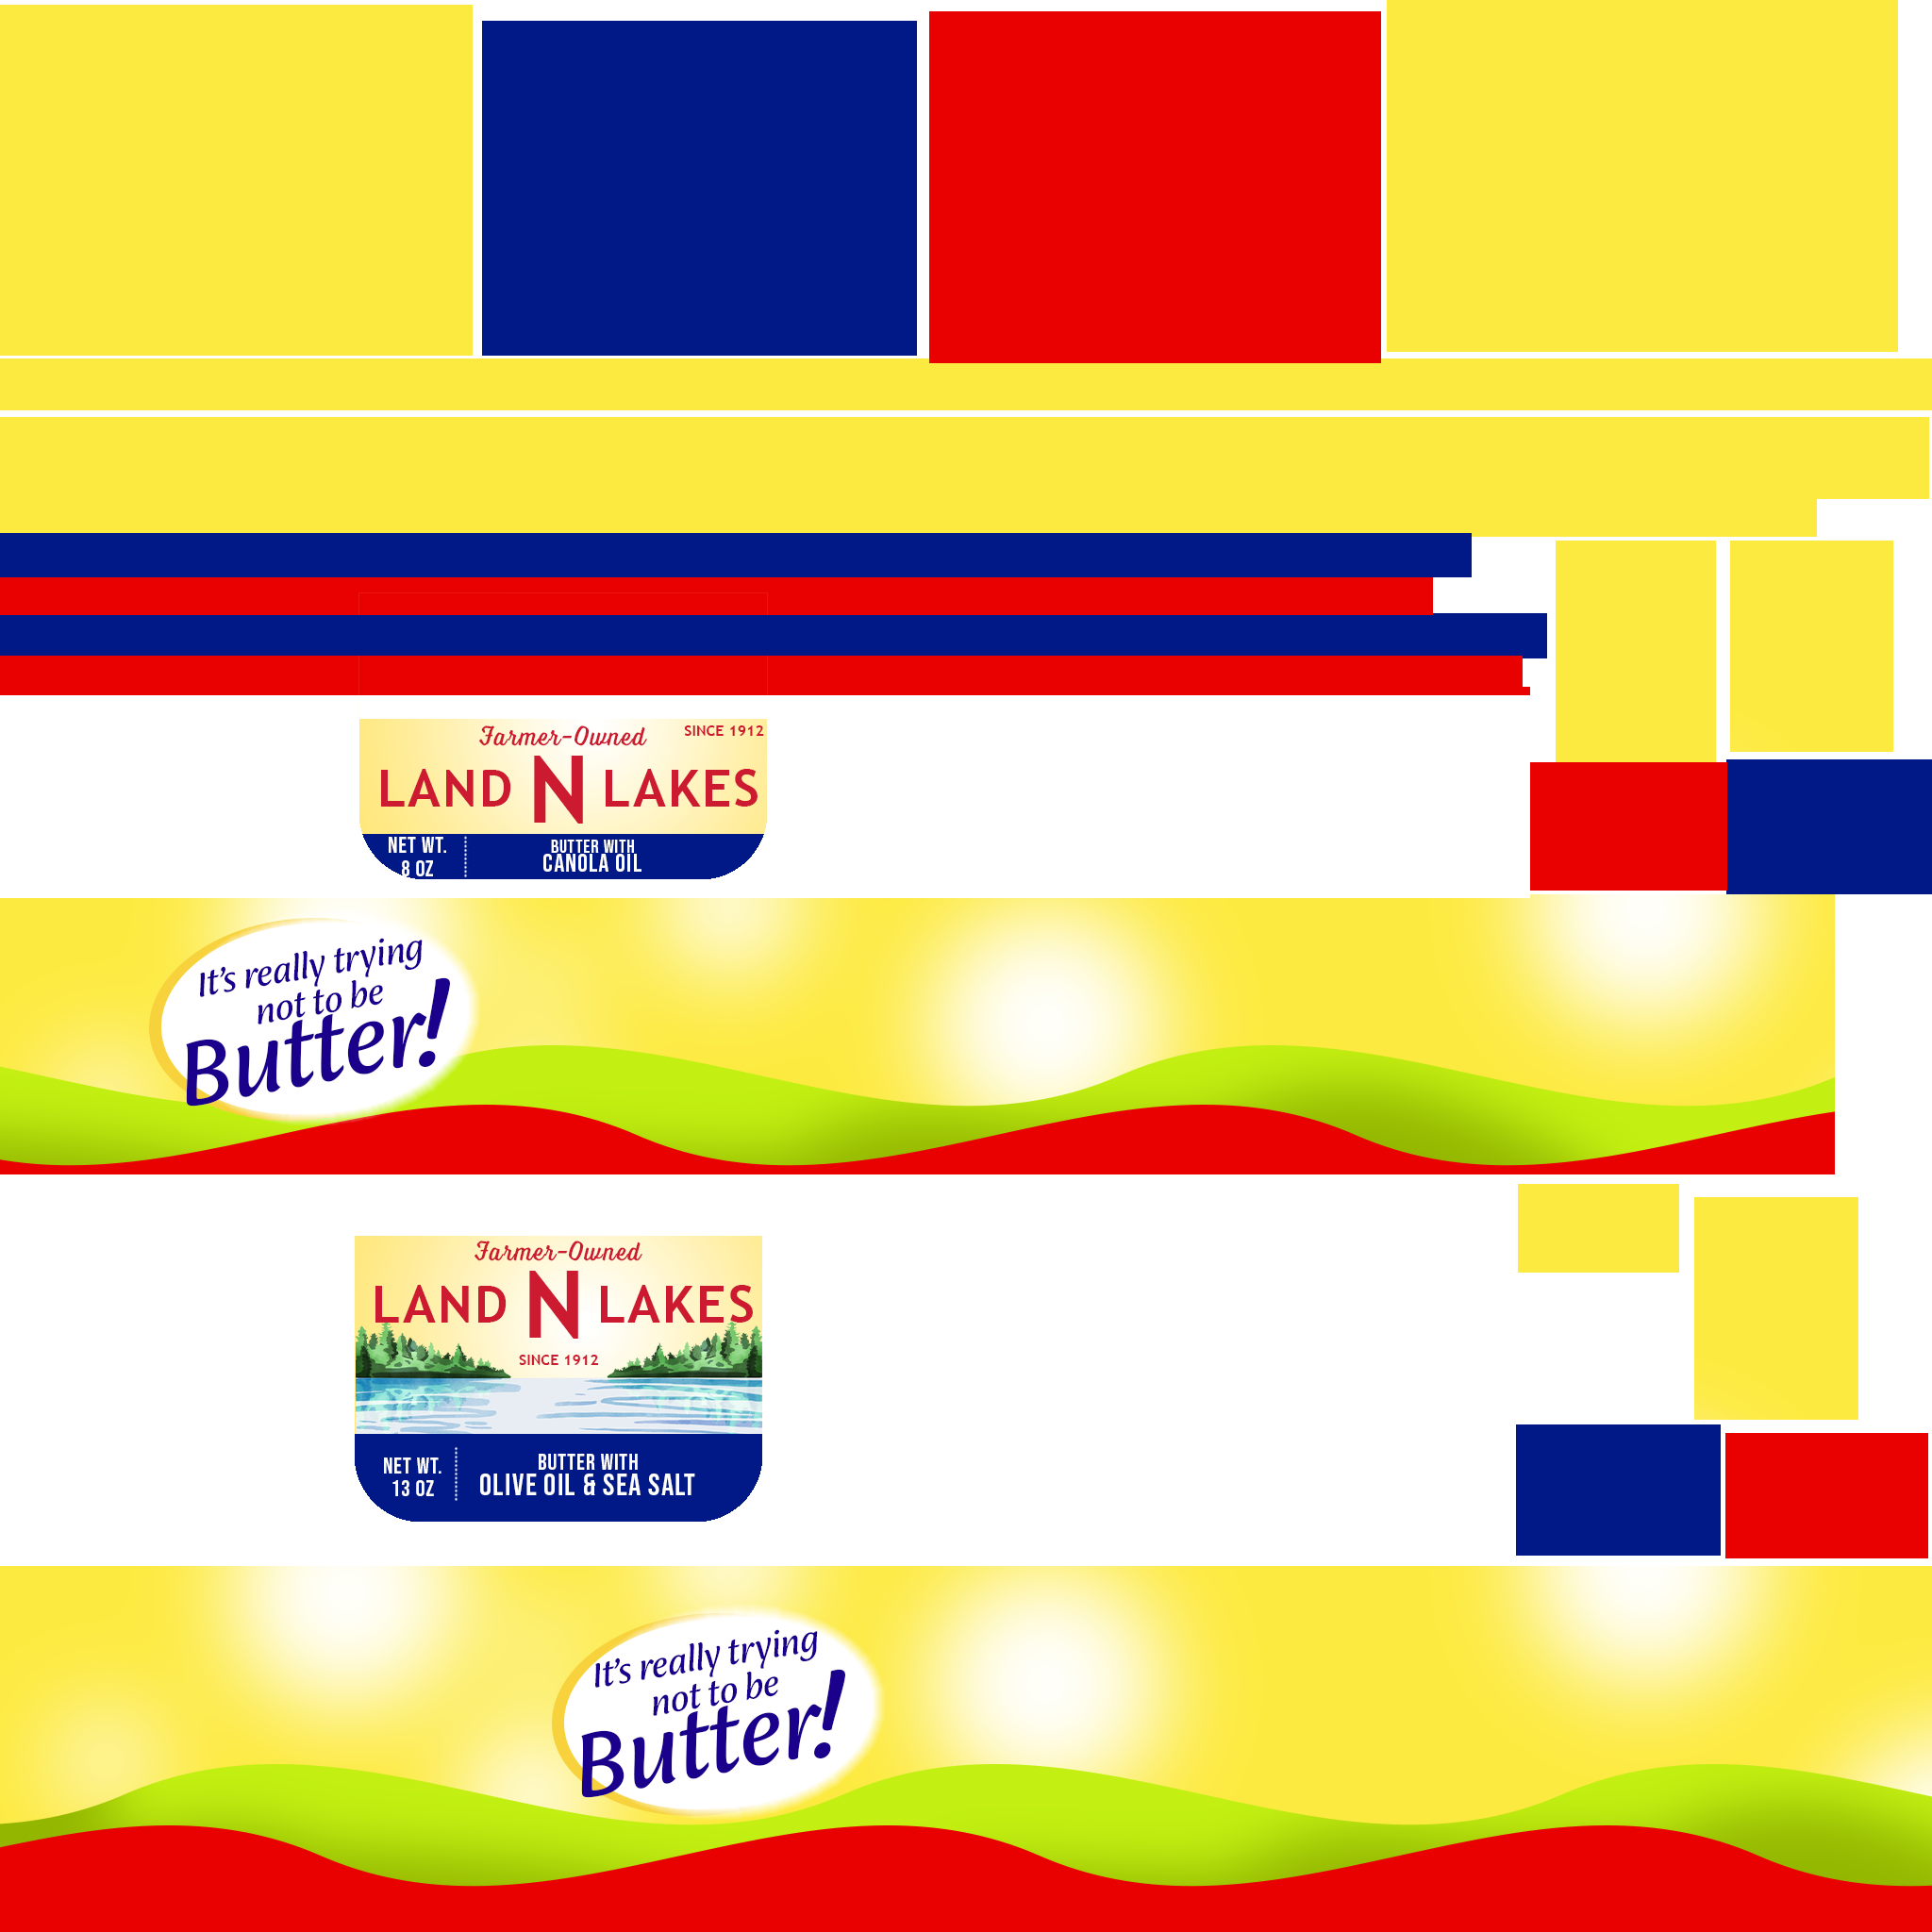 Farmer-Owned
SINCE 1912
LAND N LAKES
NET WT.
8 OZ
BUTTER WITH
CANOLA OIL
It's really trying
not to be
Butter!
Farmer-Owned
LAND N LAKES
SINCE 1912
NET WT.
13 OZ
BUTTER WITH
OLIVE OIL & SEA SALT
It's really trying
not to be
Butter!